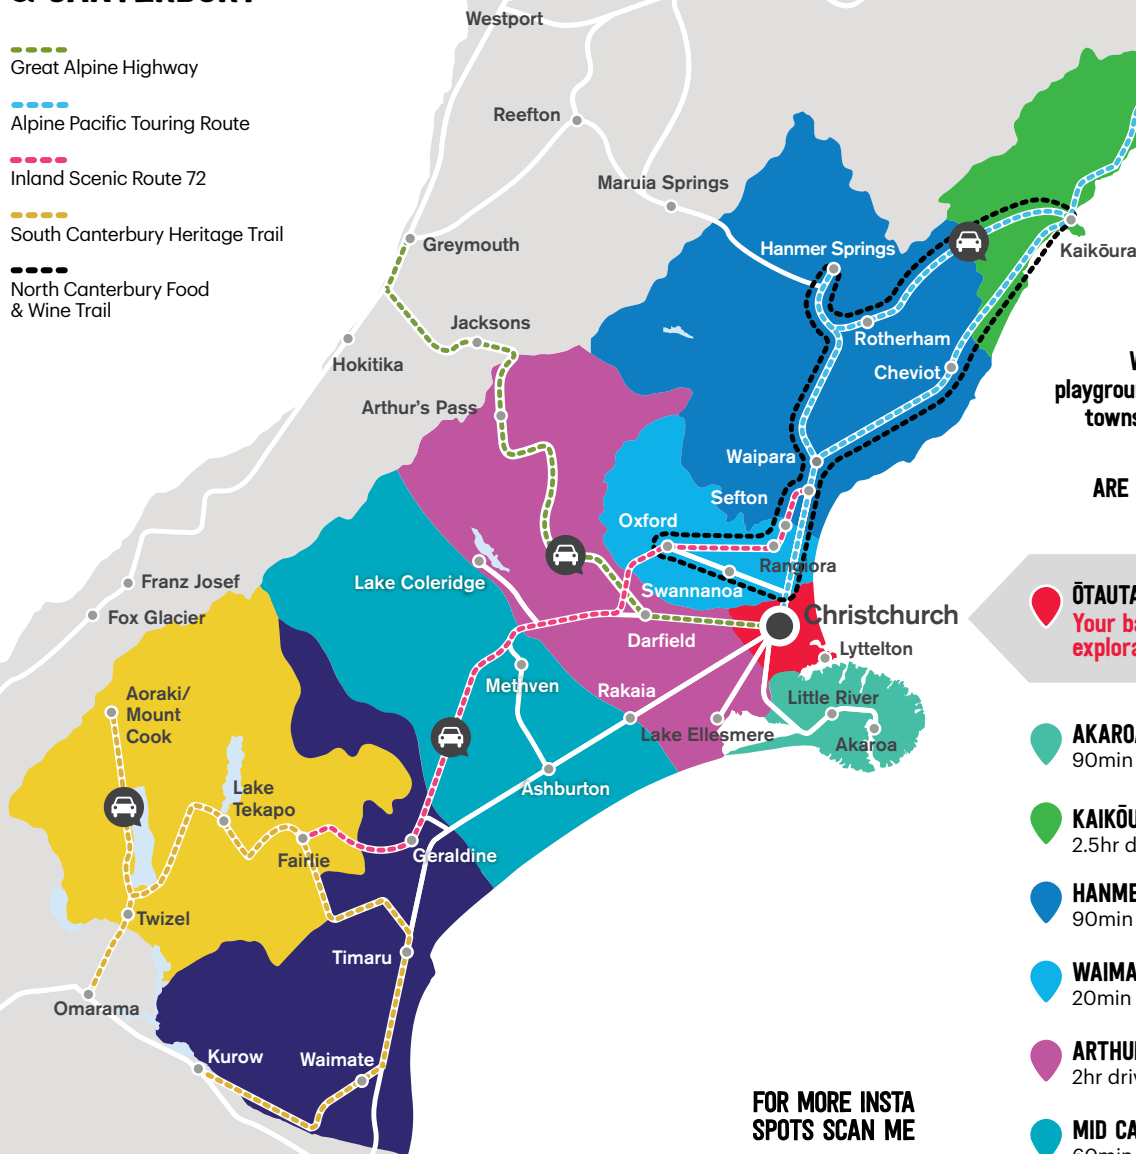 Great Alpine Highway
Alpine Pacific Touring Route
Inland Scenic Route 72
South Canterbury Heritage Trail
North Canterbury Food
& Wine Trail
Westport
Reefton
Maruia Springs
Greymouth
Hanmer Springs
Kaikōura
Jacksons
Rotherham
Hokitika
Cheviot
Arthur's Pass
playgroun
towns
Waipara
ARE
Sefton
Oxford
Rangiora
Franz Josef
Lake Coleridge
Swannanoa
Fox Glacier
Christchurch
ŌTAUTA
Your ba
explora
Darfield
Lyttelton
Aoraki/
Mount
Cook
Methven
Rakaia
Little River
Lake Ellesmere
Akaroa
AKARO
90min
Lake
Tekapo
Ashburton
KAIKŌU
2.5hr d
Fairlie
Geraldine
HANME
90min
Twizel
Timaru
WAIMA
20min
Omarama
Kurow
Waimate
ARTHU
2hr driv
FOR MORE INSTA
SPOTS SCAN ME
MID CA